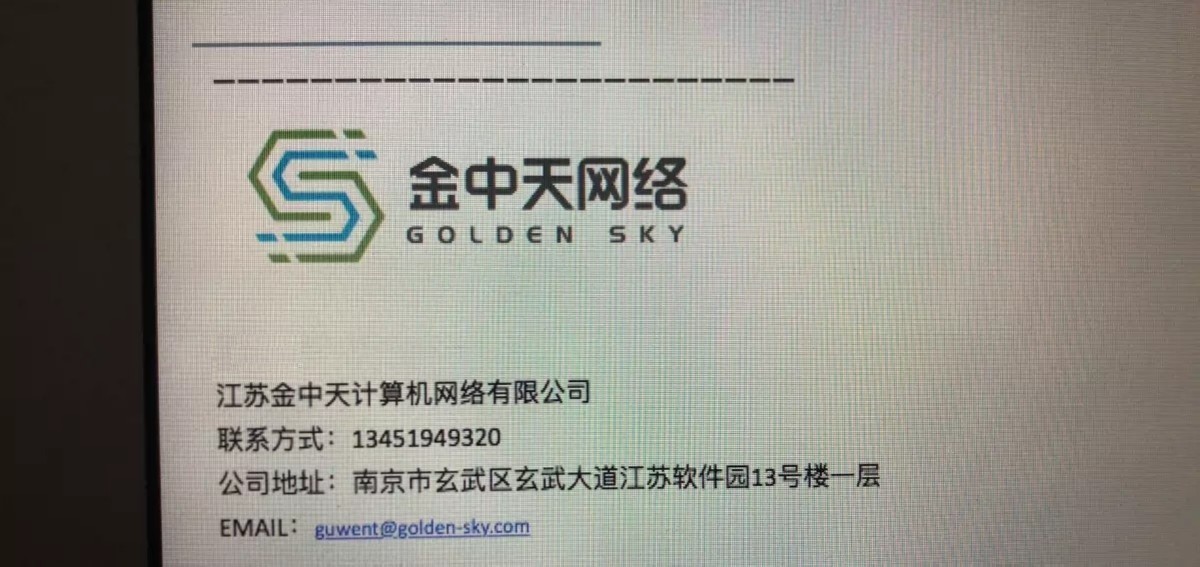 金中天网络
GOLDEN SKY
江苏金中天计算机网络有限公司
联系方式：13451949320
公司地址：南京市玄武区玄武大道江苏软件园13号楼一层
EMAIL：guwent@golden-sky.com